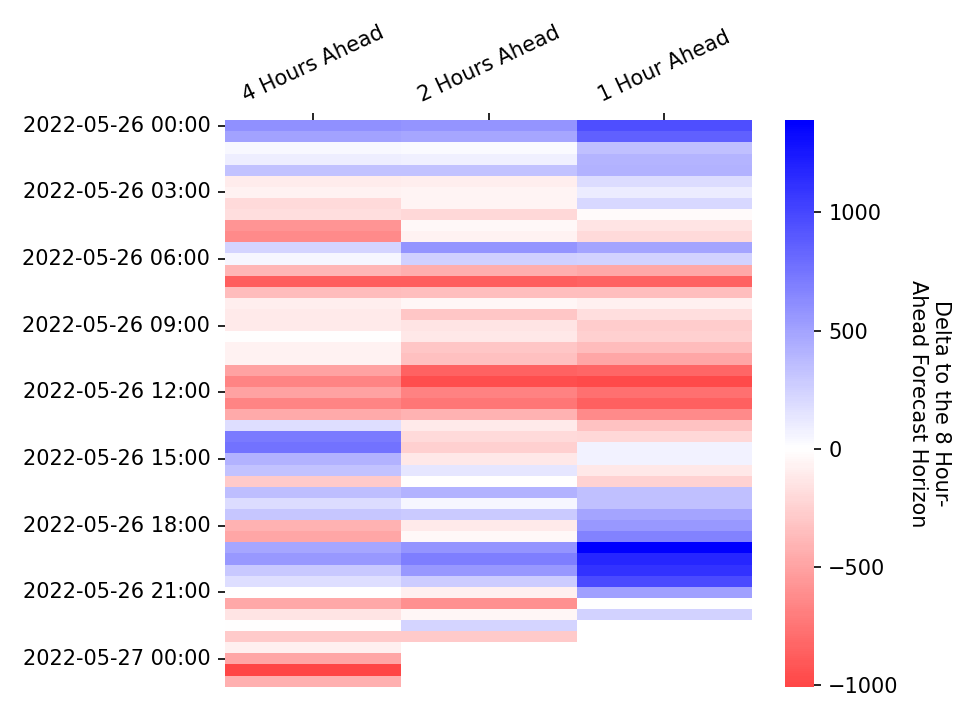 4 Hours Ahead
2 Hours Ahead
1 Hour Ahead
2022-05-26 00:00
2022-05-26 03:00
2022-05-26 06:00
2022-05-26 09:00
2022-05-26 12:00
2022-05-26 15:00
2022-05-26 18:00
2022-05-26 21:00
2022-05-27 00:00
1000
500
0
−500
−1000
Delta to the 8 Hour-
Ahead Forecast Horizon